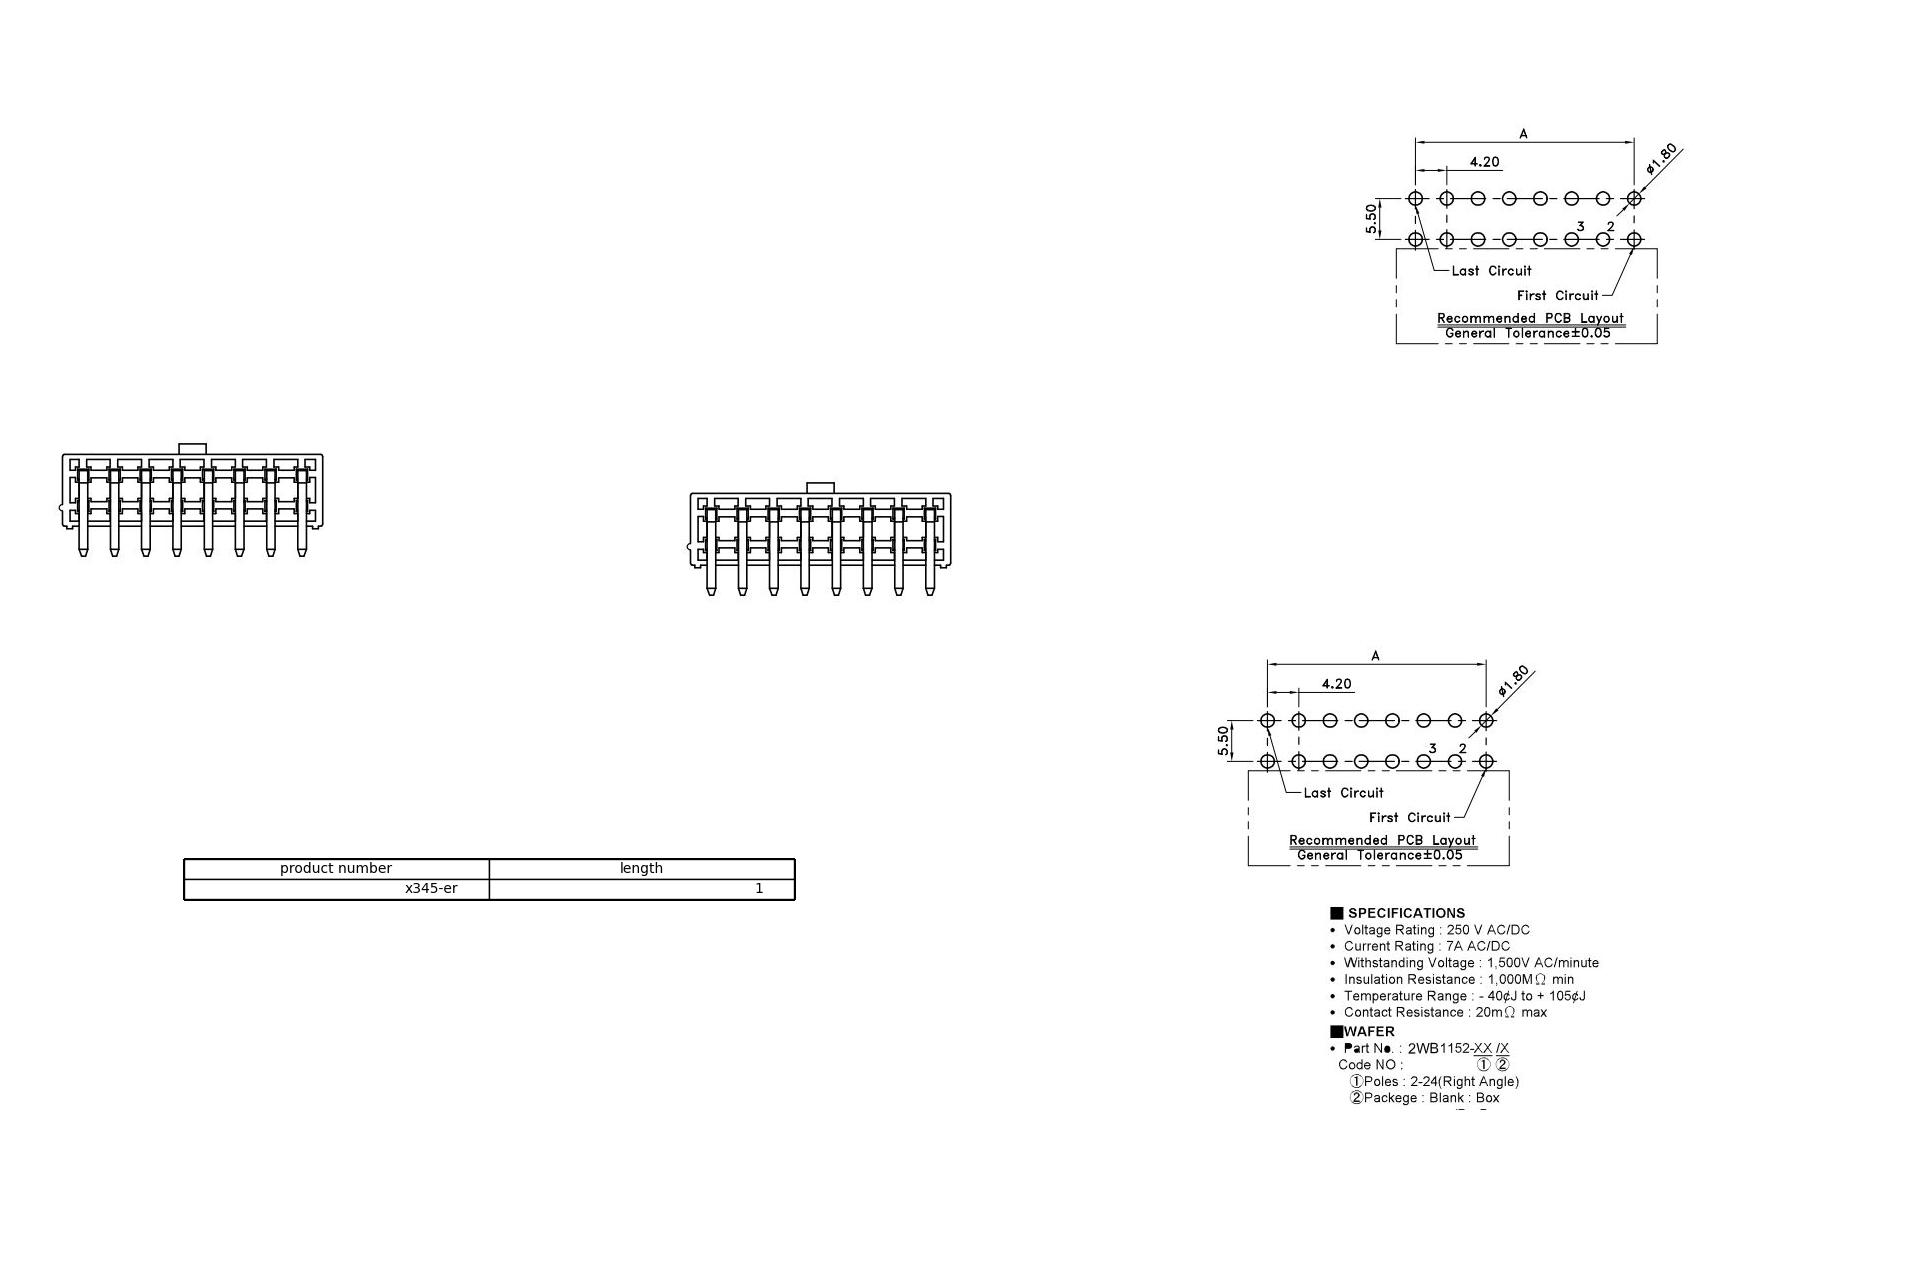 A
4.20
ø1.80
5.50
3 2
Last Circuit
First Circuit
Recommended PCB Layout
General Tolerance±0.05
A
4.20
ø1.80
5.50
3 2
Last Circuit
First Circuit
Recommended PCB Layout
General Tolerance±0.05
product number length
x345-er 1
■ SPECIFICATIONS
• Voltage Rating : 250 V AC/DC
• Current Rating : 7A AC/DC
• Withstanding Voltage : 1,500V AC/minute
• Insulation Resistance : 1,000MΩ min
• Temperature Range : - 40¢J to + 105¢J
• Contact Resistance : 20mΩ max
■WAFER
• Part No. : 2WB1152-XX /X
Code NO : ① ②
①Poles : 2-24(Right Angle)
②Packege : Blank : Box